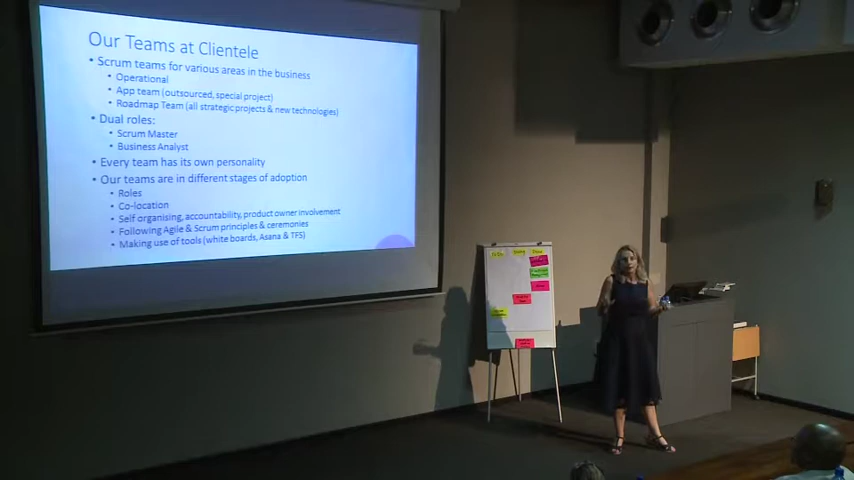 Our Teams at Clientele
• Scrum teams for various areas in the business
• Operational
• App team (outsourced, special project)
• Roadmap Team (all strategic projects & new technologies)
• Dual roles:
• Scrum Master
• Business Analyst
• Every team has its own personality
• Our teams are in different stages of adoption
• Roles
• Co-location
• Self organising, accountability, product owner involvement
• Following Agile & Scrum principles & ceremonies
• Making use of tools (white boards, Asana & TFS)